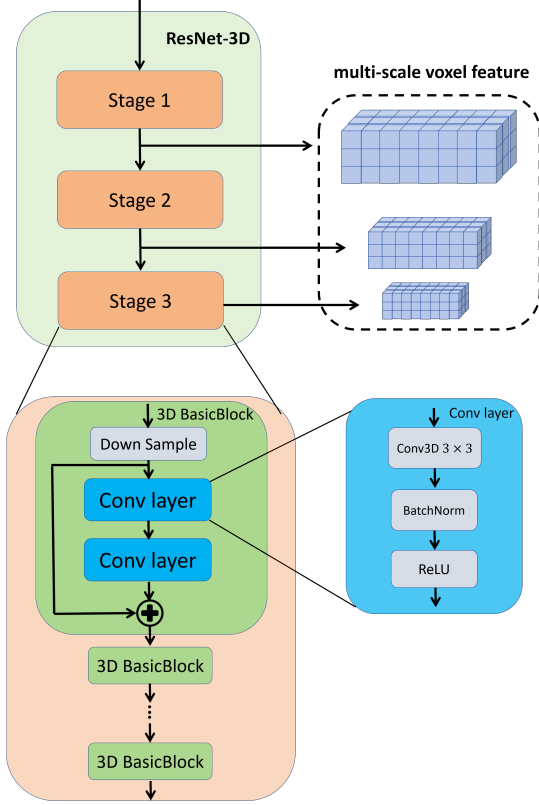 ResNet-3D
multi-scale voxel feature
Stage 1
Stage 2
Stage 3
3D BasicBlock
Down Sample
Conv layer
Conv layer
3D BasicBlock
3D BasicBlock
Conv layer
Conv3D 3 × 3
BatchNorm
ReLU